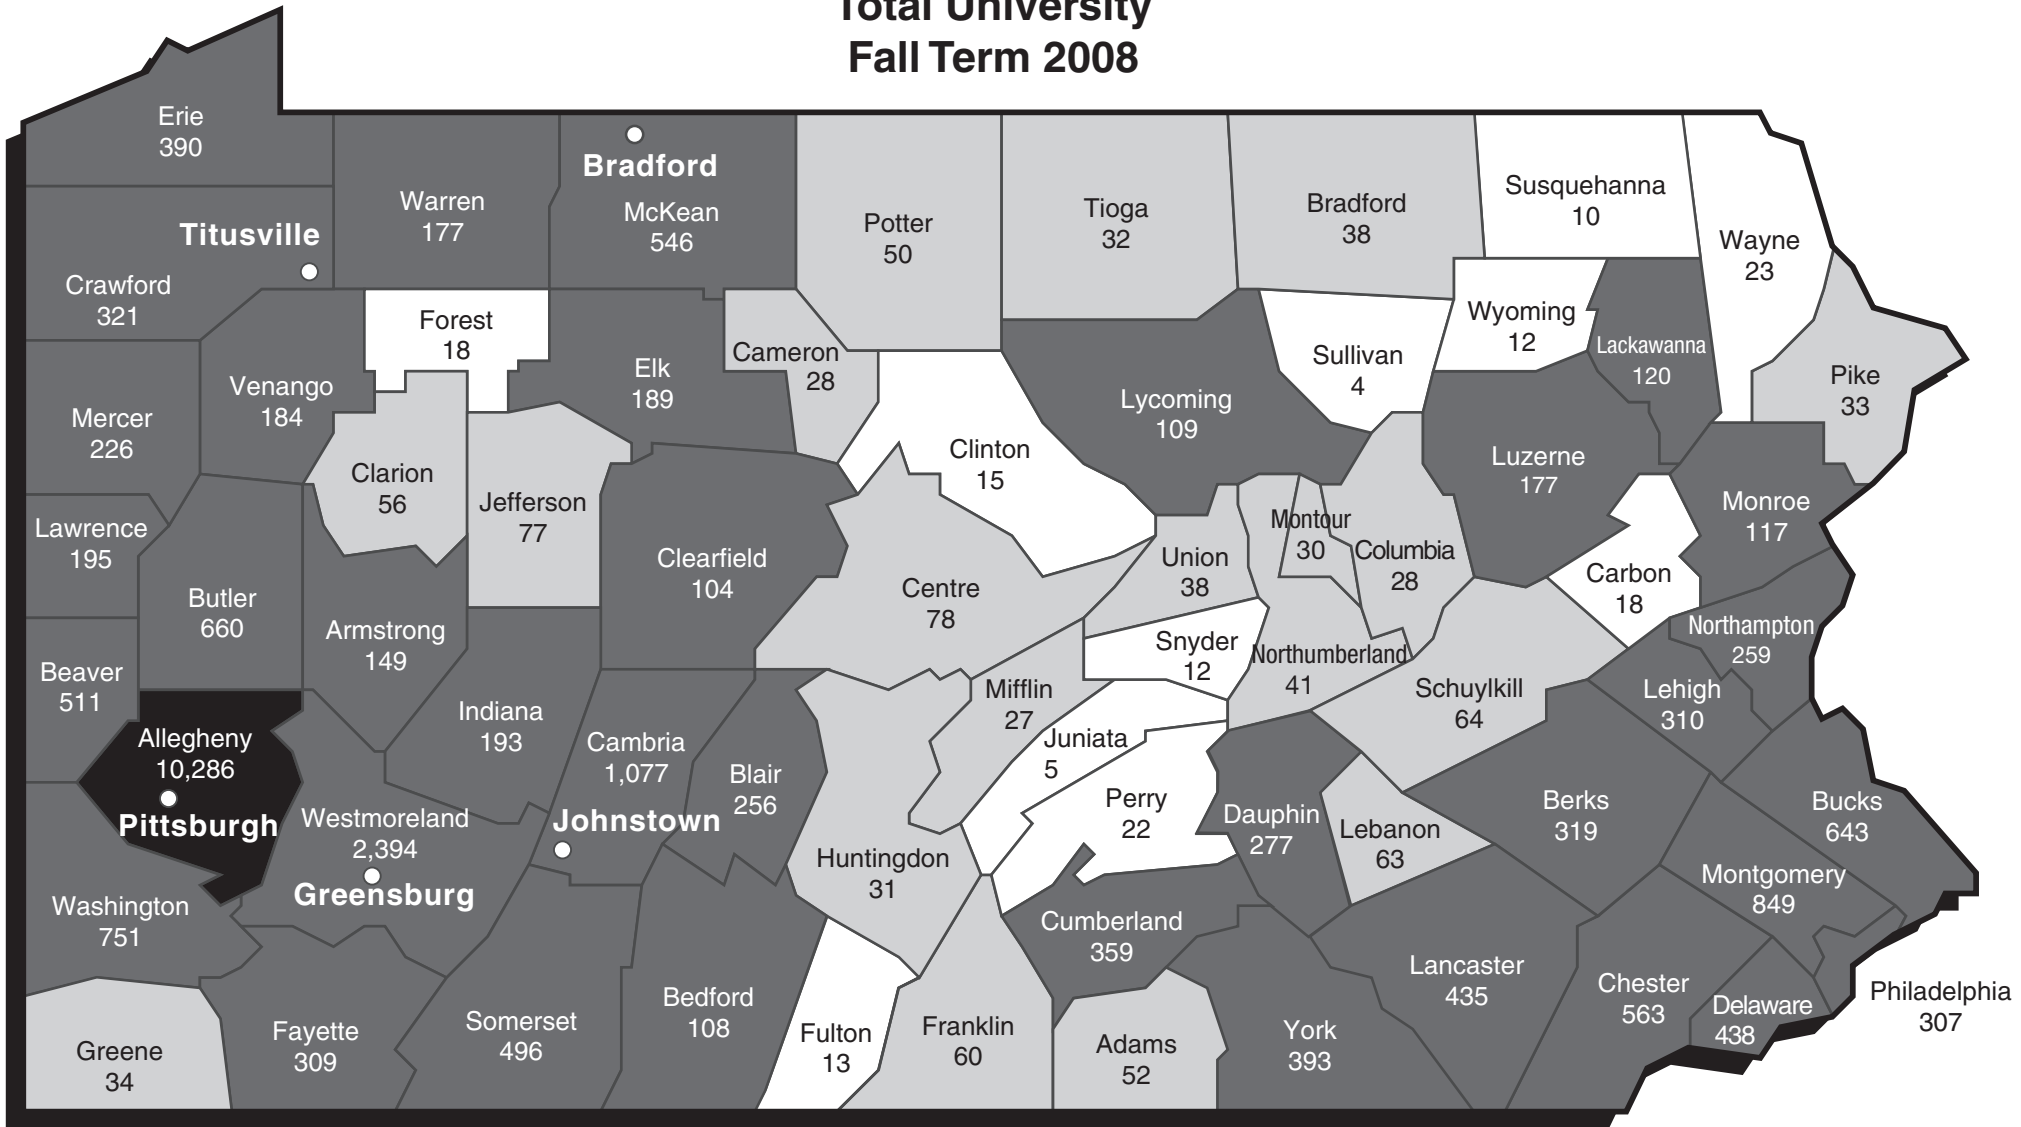 Total University
Fall Term 2008
Erie
390
Bradford
Warren
177
McKean
546
Titusville
Crawford
321
Potter
50
Tioga
32
Bradford
38
Susquehanna
10
Wayne
23
Forest
18
Venango
184
Mercer
226
Elk
189
Cameron
28
Clinton
15
Lycoming
109
Sullivan
4
Wyoming
12
Lackawanna
120
Pike
33
Clarion
56
Jefferson
77
Lawrence
195
Butler
660
Armstrong
149
Clearfield
104
Centre
78
Union
38
Montour
30
Columbia
28
Luzerne
177
Monroe
117
Carbon
18
Northampton
259
Beaver
511
Indiana
193
Cambria
1,077
Johnstown
Blair
256
Mifflin
27
Snyder
12
Northumberland
41
Schuylkill
64
Lehigh
310
Allegheny
10,286
Pittsburgh
Westmoreland
2,394
Greensburg
Huntingdon
31
Juniata
5
Perry
22
Dauphin
277
Lebanon
63
Berks
319
Bucks
643
Montgomery
849
Washington
751
Cumberland
359
Lancaster
435
Chester
563
Delaware
438
Philadelphia
307
Greene
34
Fayette
309
Somerset
496
Bedford
108
Fulton
13
Franklin
60
Adams
52
York
393